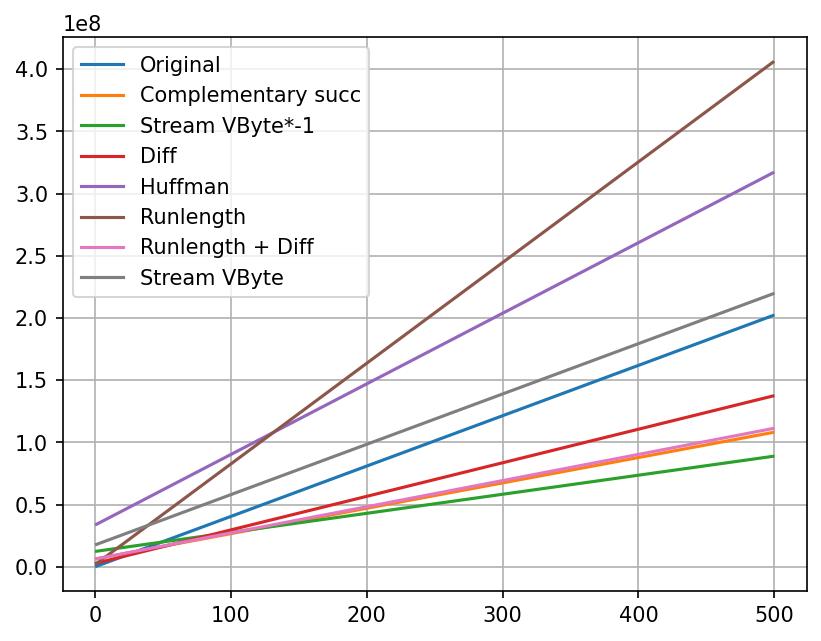 1e8
4.0
3.5
3.0
2.5
2.0
1.5
1.0
0.5
0.0
Original
Complementary succ
Stream VByte*-1
Diff
Huffman
Runlength
Runlength + Diff
Stream VByte
0 100 200 300 400 500